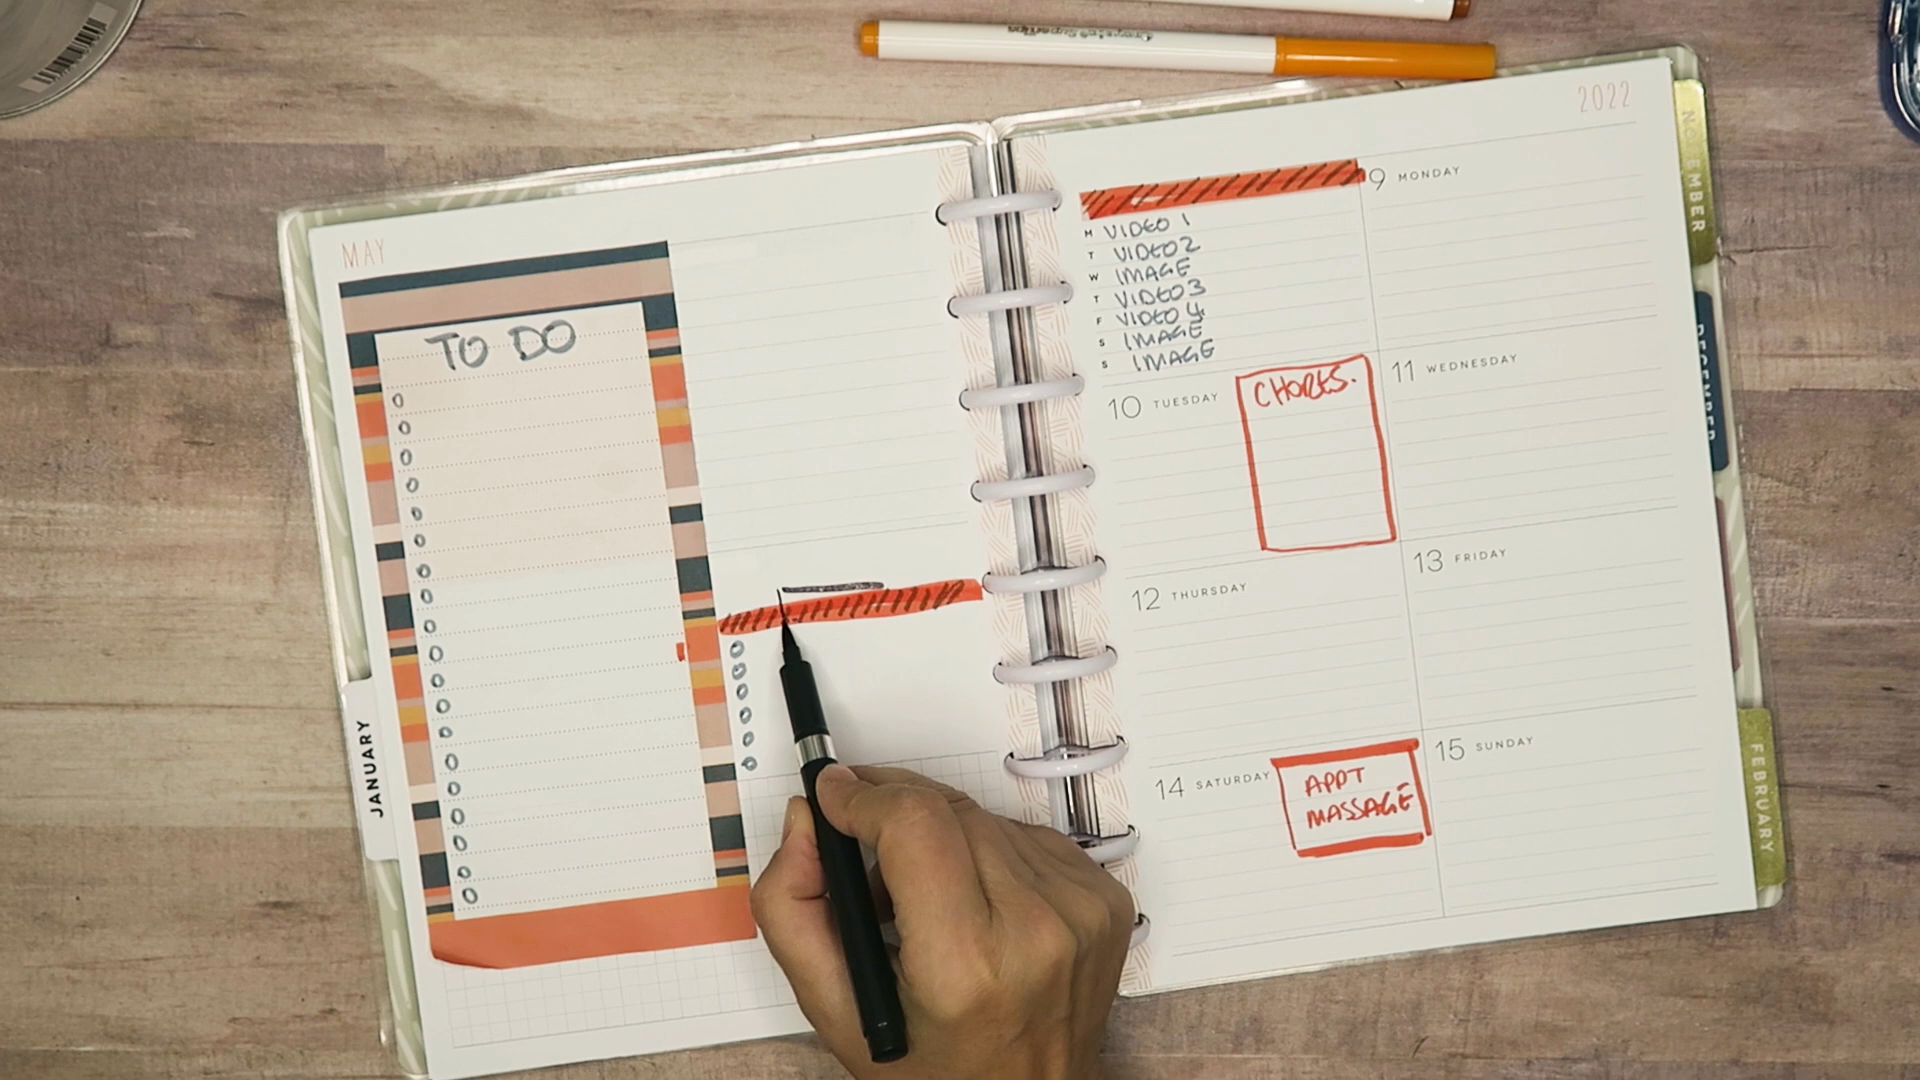 MAY
TO DO
JANUARY
2022
M VIDEO 1
T VIDEO 2
W IMAGE
T VIDEO 3
F VIDEO 4
S IMAGE
S IMAGE
9 MONDAY
10 TUESDAY
CHORES.
11 WEDNESDAY
12 THURSDAY
13 FRIDAY
14 SATURDAY
APPT
MASSAGE
15 SUNDAY
NOVEMBER
DECEMBER
FEBRUARY